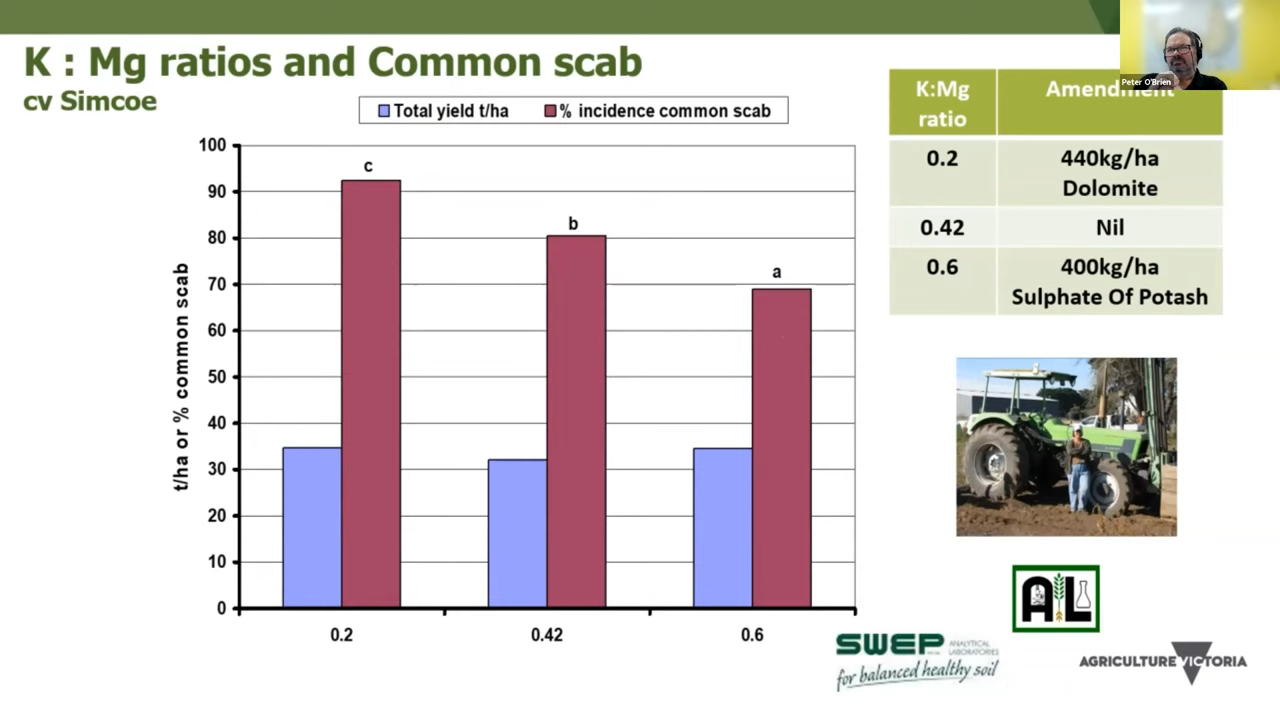 K : Mg ratios and Common scab
cv Simcoe
Total yield t/ha
% incidence common scab
t/ha or % common scab
100
90
80
70
60
50
40
30
20
10
0
c
b
a
0.2
0.42
0.6
Peter O'Brien
K:Mg
ratio
Amendment
0.2
440kg/ha
Dolomite
0.42
Nil
0.6
400kg/ha
Sulphate Of Potash
AL
SWEP
ANALYTICAL
LABORATORIES
for balanced healthy soil
AGRICULTURE VICTORIA